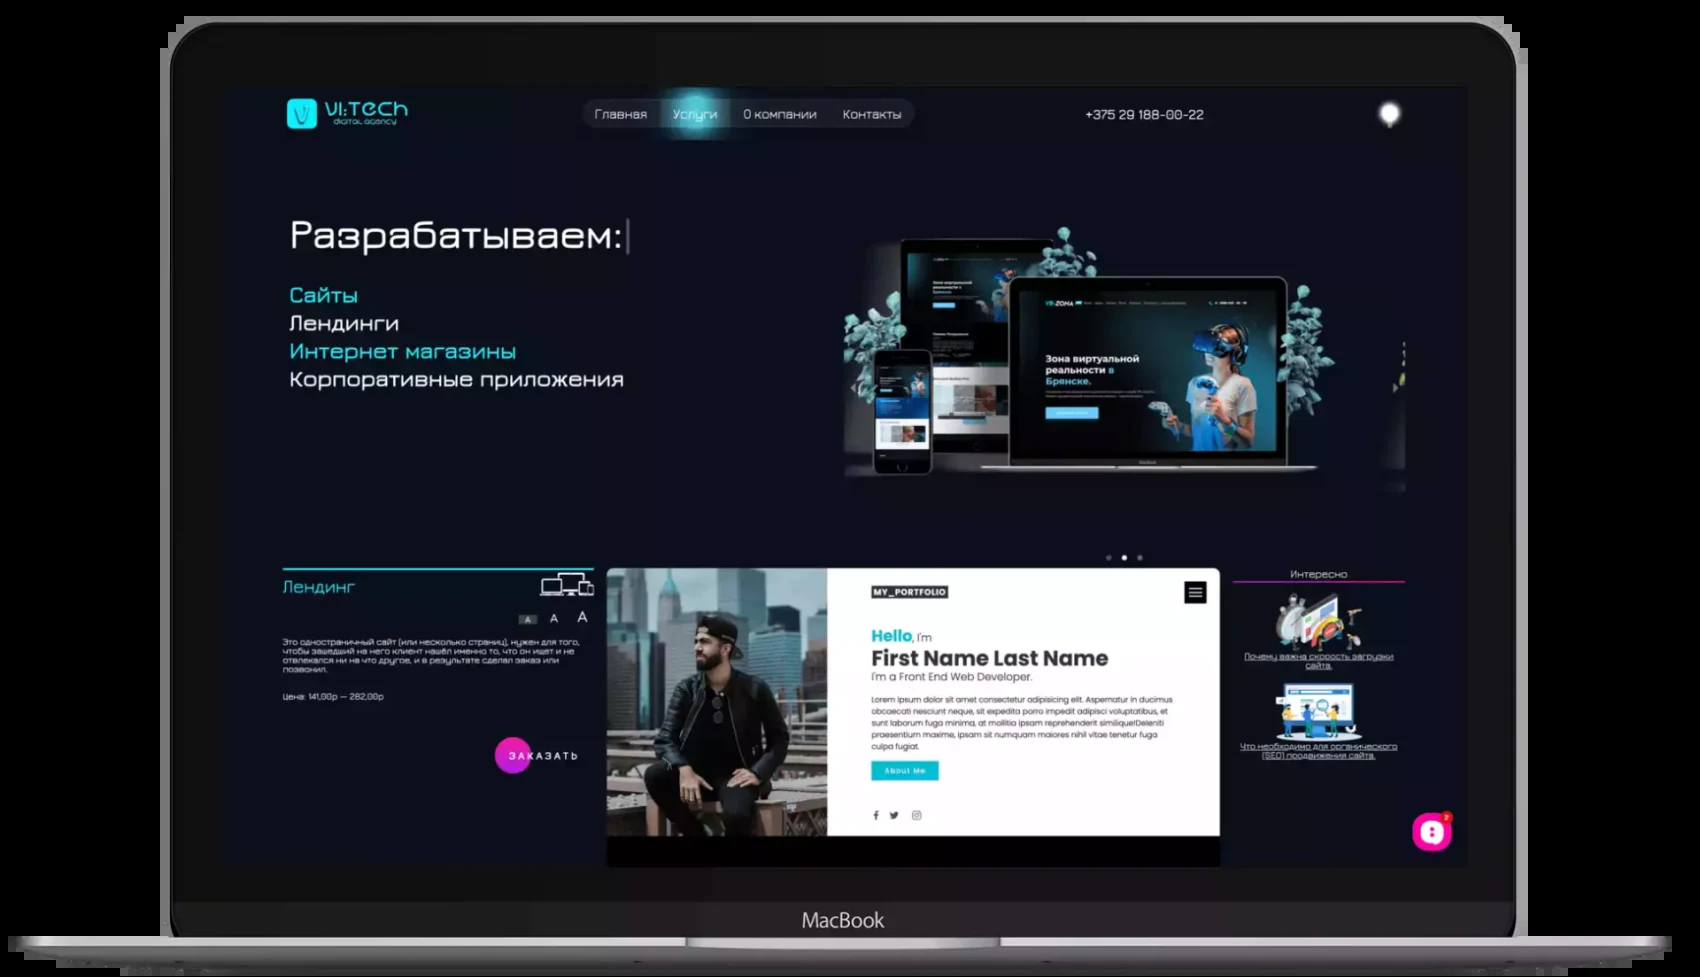 VI:TECH
DIGITAL AGENCY
Главная Услуги О компании Контакты
+375 29 188-00-22
Разрабатываем:
Сайты
Лендинги
Интернет магазины
Корпоративные приложения
VR-ZONA
Зона виртуальной
реальности в
Брянске.
Лендинг
A A A
Это одностраничный сайт (или несколько страниц), нужен для того,
чтобы зашедший на него клиент нашёл именно то, что он ищет и не
отвлекался ни на что другое, и в результате сделал заказ или
позвонил.
Цена: 141,00р — 282,00р
ЗАКАЗАТЬ
MY_PORTFOLIO
Hello, I'm
First Name Last Name
I'm a Front End Web Developer.
Lorem ipsum dolor sit amet consectetur adipisicing elit. Aspernatur in ducimus
obcaecati nesciunt neque, sit expedita porro impedit adipisci voluptatibus, et
sunt laborum fuga minima, at mollitia ipsam reprehenderit similique!Deleniti
praesentium maxime, ipsam sit numquam maiores nihil vitae tenetur fuga
culpa fugiat.
About Me
Интересно
Почему важна скорость загрузки
сайта.
Что необходимо для органического
(SEO) продвижения сайта.
2
MacBook